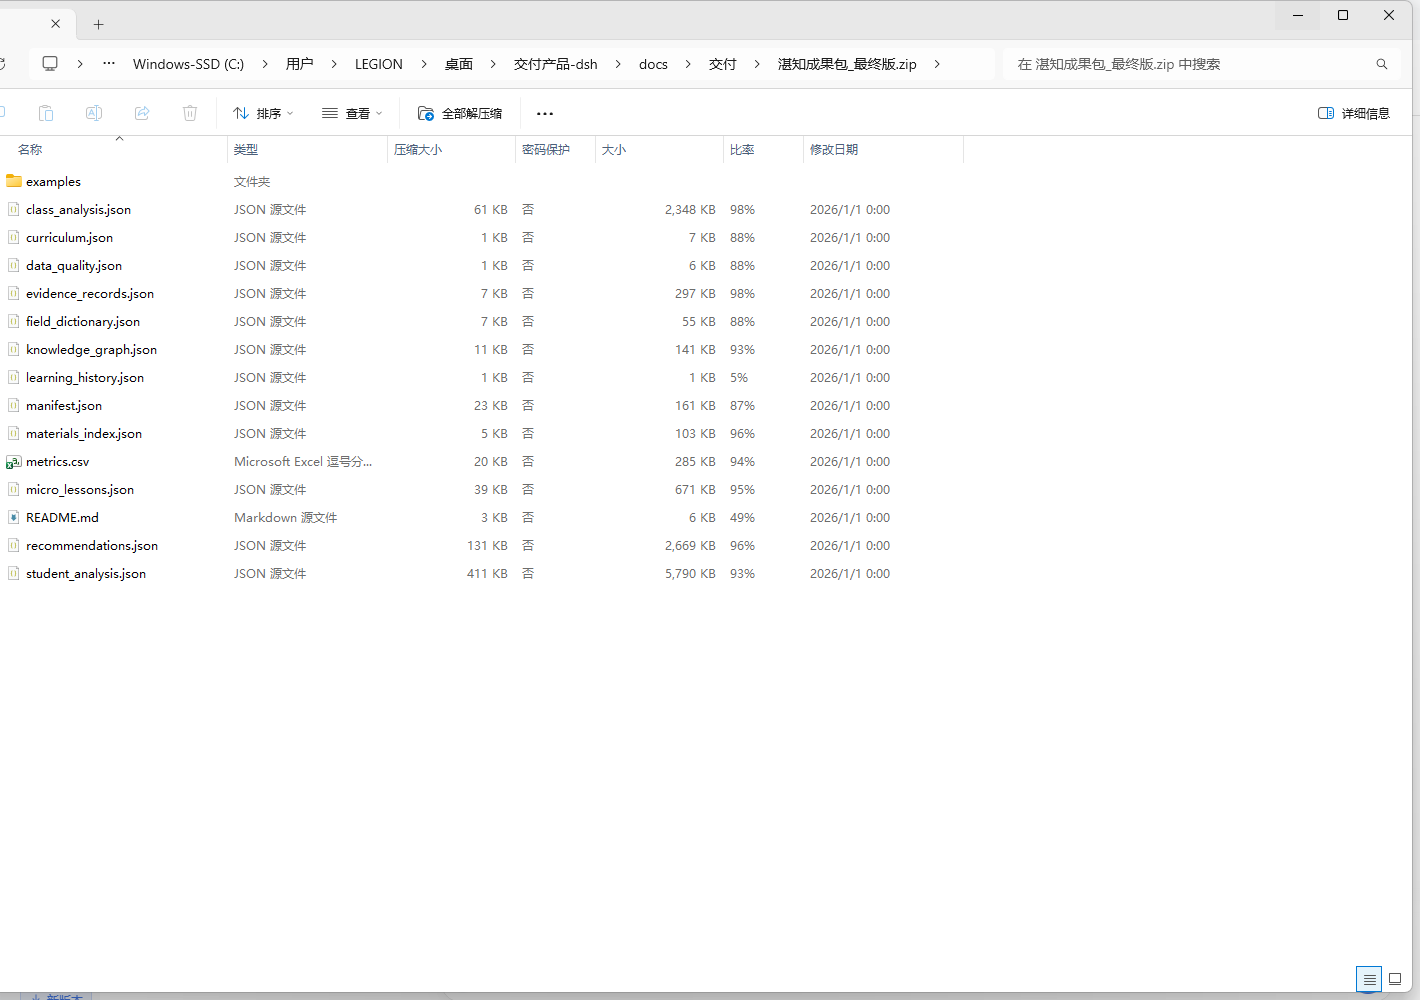 Windows-SSD (C:) 用户 LEGION 桌面 交付产品-dsh docs 交付 湛知成果包_最终版.zip 在 湛知成果包_最终版.zip 中搜索
排序 查看 全部解压缩 详细信息
名称 类型 压缩大小 密码保护 大小 比率 修改日期
examples 文件夹
class_analysis.json JSON 源文件 61 KB 否 2,348 KB 98% 2026/1/1 0:00
curriculum.json JSON 源文件 1 KB 否 7 KB 88% 2026/1/1 0:00
data_quality.json JSON 源文件 1 KB 否 6 KB 88% 2026/1/1 0:00
evidence_records.json JSON 源文件 7 KB 否 297 KB 98% 2026/1/1 0:00
field_dictionary.json JSON 源文件 7 KB 否 55 KB 88% 2026/1/1 0:00
knowledge_graph.json JSON 源文件 11 KB 否 141 KB 93% 2026/1/1 0:00
learning_history.json JSON 源文件 1 KB 否 1 KB 5% 2026/1/1 0:00
manifest.json JSON 源文件 23 KB 否 161 KB 87% 2026/1/1 0:00
materials_index.json JSON 源文件 5 KB 否 103 KB 96% 2026/1/1 0:00
metrics.csv Microsoft Excel 逗号分... 20 KB 否 285 KB 94% 2026/1/1 0:00
micro_lessons.json JSON 源文件 39 KB 否 671 KB 95% 2026/1/1 0:00
README.md Markdown 源文件 3 KB 否 6 KB 49% 2026/1/1 0:00
recommendations.json JSON 源文件 131 KB 否 2,669 KB 96% 2026/1/1 0:00
student_analysis.json JSON 源文件 411 KB 否 5,790 KB 93% 2026/1/1 0:00